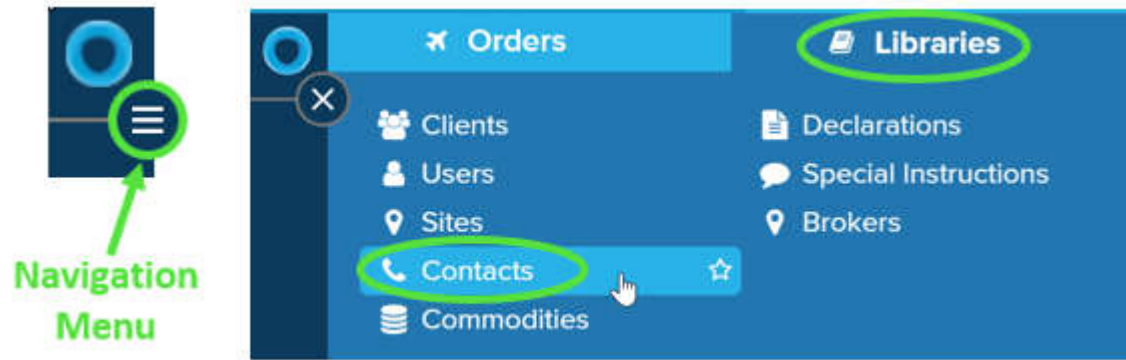 Navigation
Menu
Orders
Libraries
Clients
Users
Sites
Contacts
Commodities
Declarations
Special Instructions
Brokers